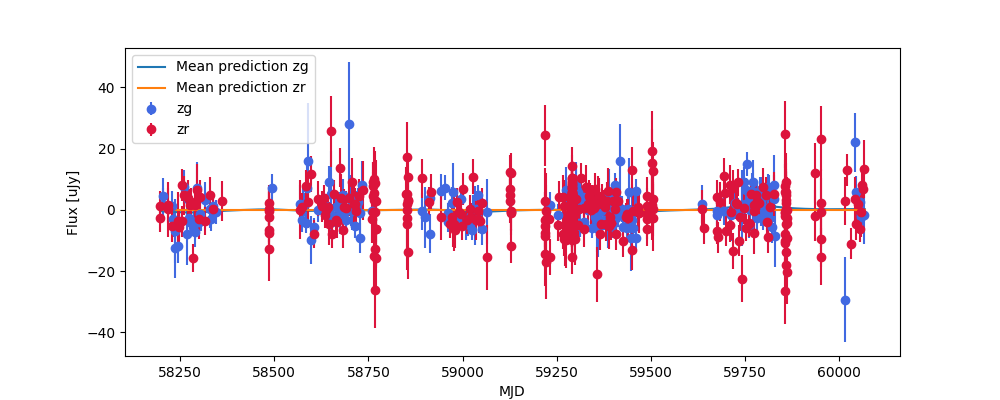 Mean prediction zg
Mean prediction zr
zg
zr
40
20
0
−20
−40
Flux [uJy]
58250
58500
58750
59000
59250
59500
59750
60000
MJD